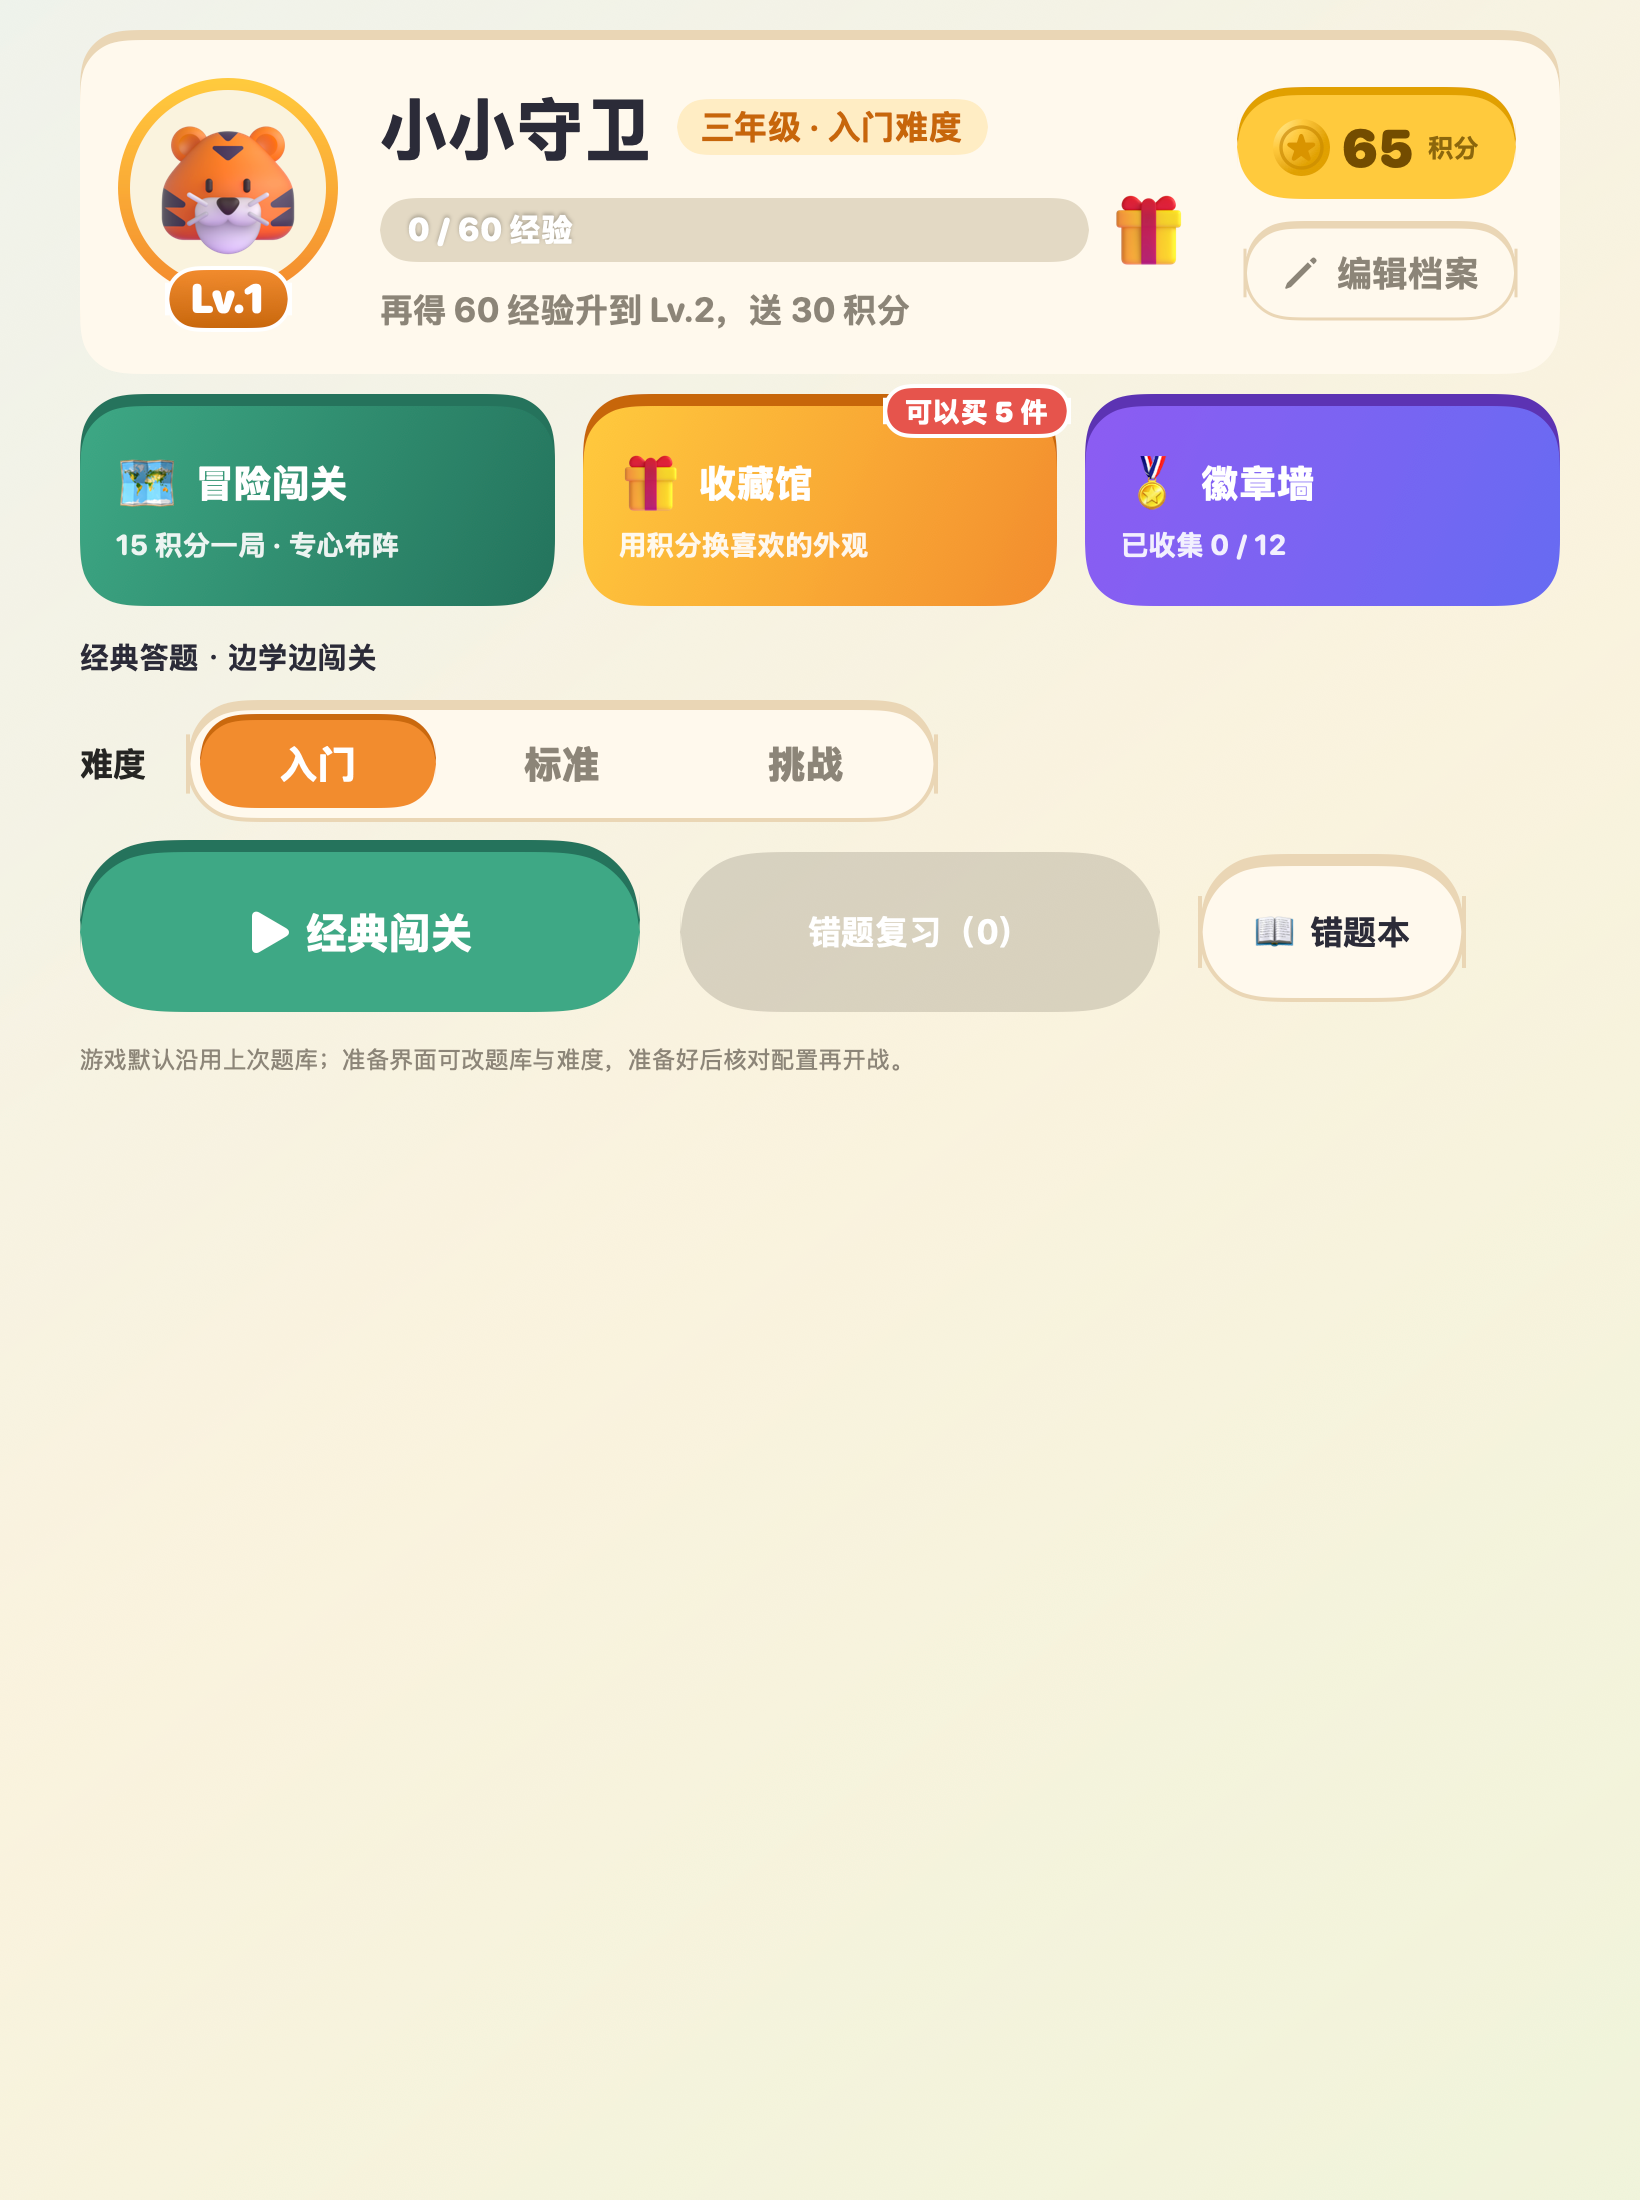 小小守卫
三年级 · 入门难度
65 积分
0 / 60 经验
编辑档案
Lv.1
再得 60 经验升到 Lv.2，送 30 积分
可以买 5 件
冒险闯关
15 积分一局 · 专心布阵
收藏馆
用积分换喜欢的外观
徽章墙
已收集 0 / 12
经典答题 · 边学边闯关
难度
入门
标准
挑战
经典闯关
错题复习（0）
错题本
游戏默认沿用上次题库；准备界面可改题库与难度，准备好后核对配置再开战。